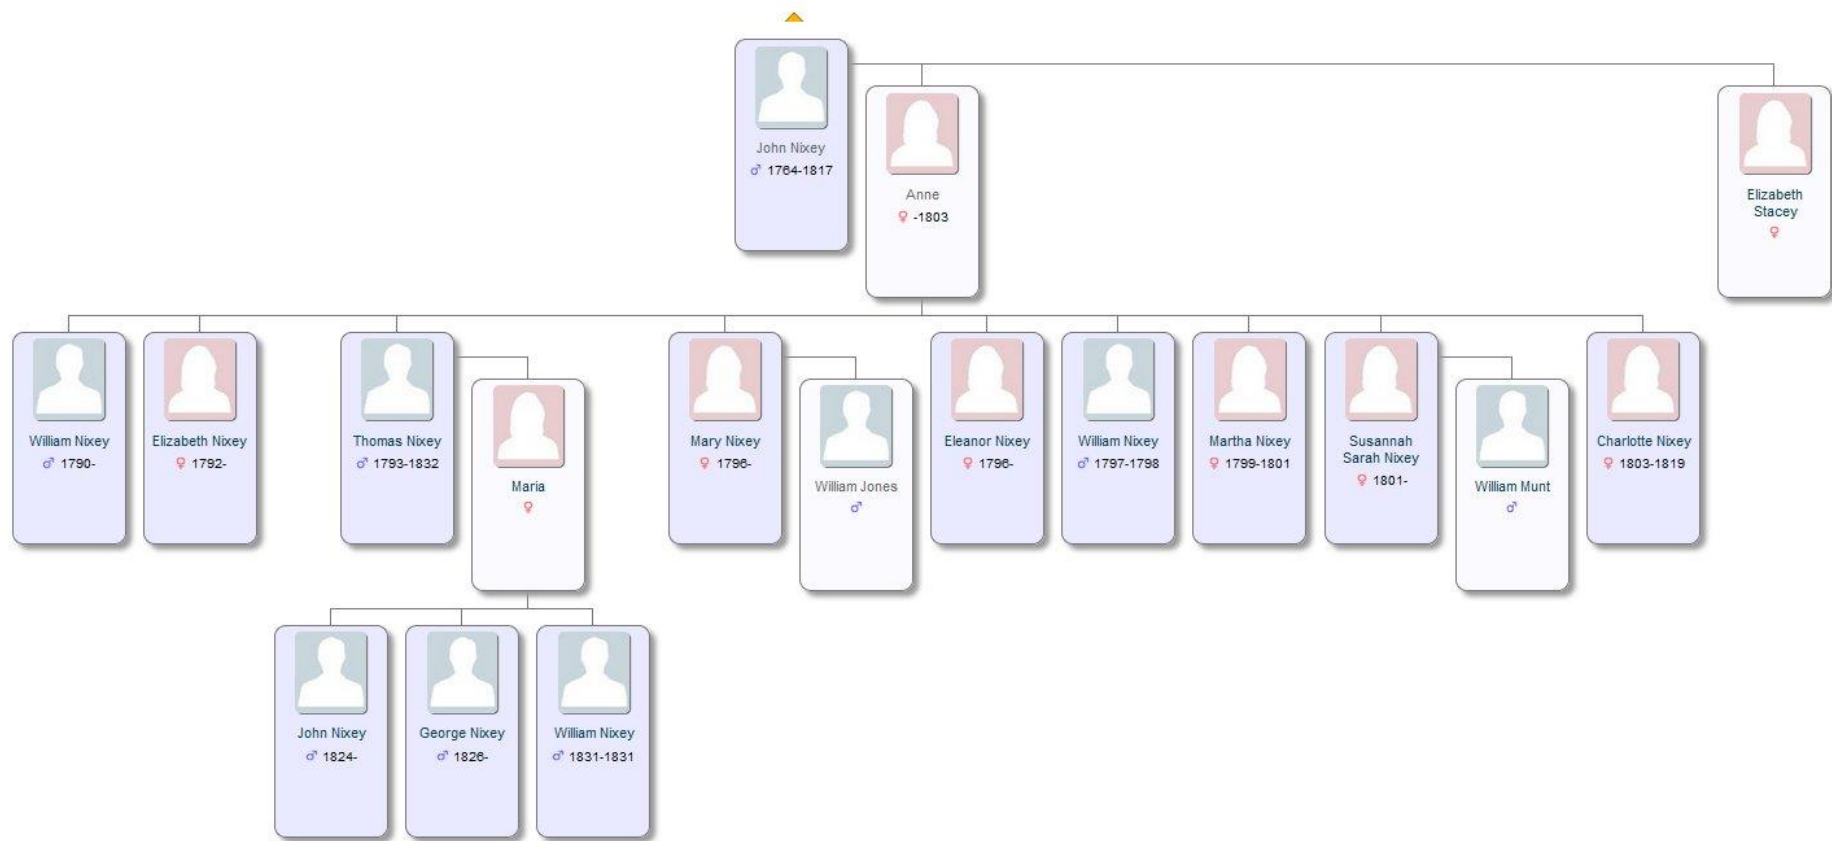 John Nixey
♂ 1764-1817
Anne
♀ -1803
Elizabeth
Stacey
♀
William Nixey
♂ 1790-
Elizabeth Nixey
♀ 1792-
Thomas Nixey
♂ 1793-1832
Maria
♀
Mary Nixey
♀ 1796-
William Jones
♂
Eleanor Nixey
♀ 1796-
William Nixey
♂ 1797-1798
Martha Nixey
♀ 1799-1801
Susannah
Sarah Nixey
♀ 1801-
William Munt
♂
Charlotte Nixey
♀ 1803-1819
John Nixey
♂ 1824-
George Nixey
♂ 1826-
William Nixey
♂ 1831-1831